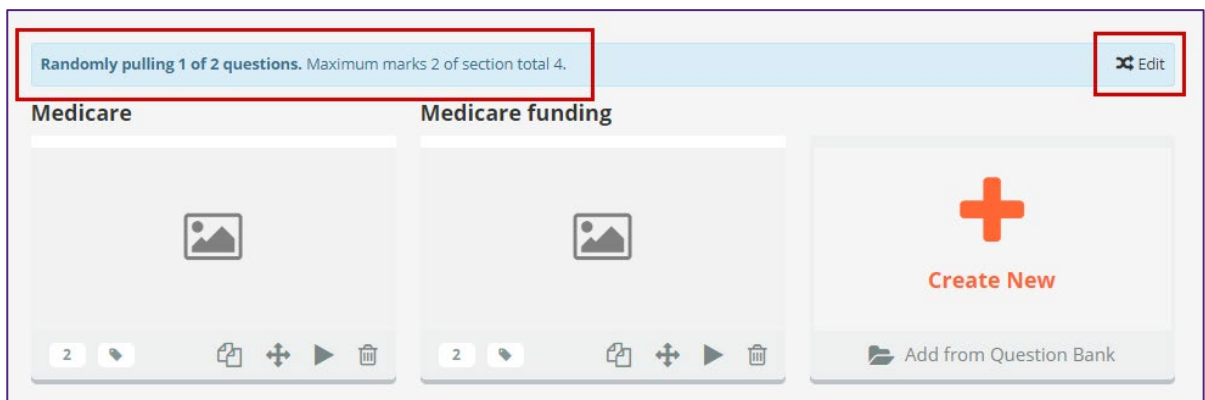 Randomly pulling 1 of 2 questions. Maximum marks 2 of section total 4.
Edit
Medicare
Medicare funding
Create New
2
2
Add from Question Bank